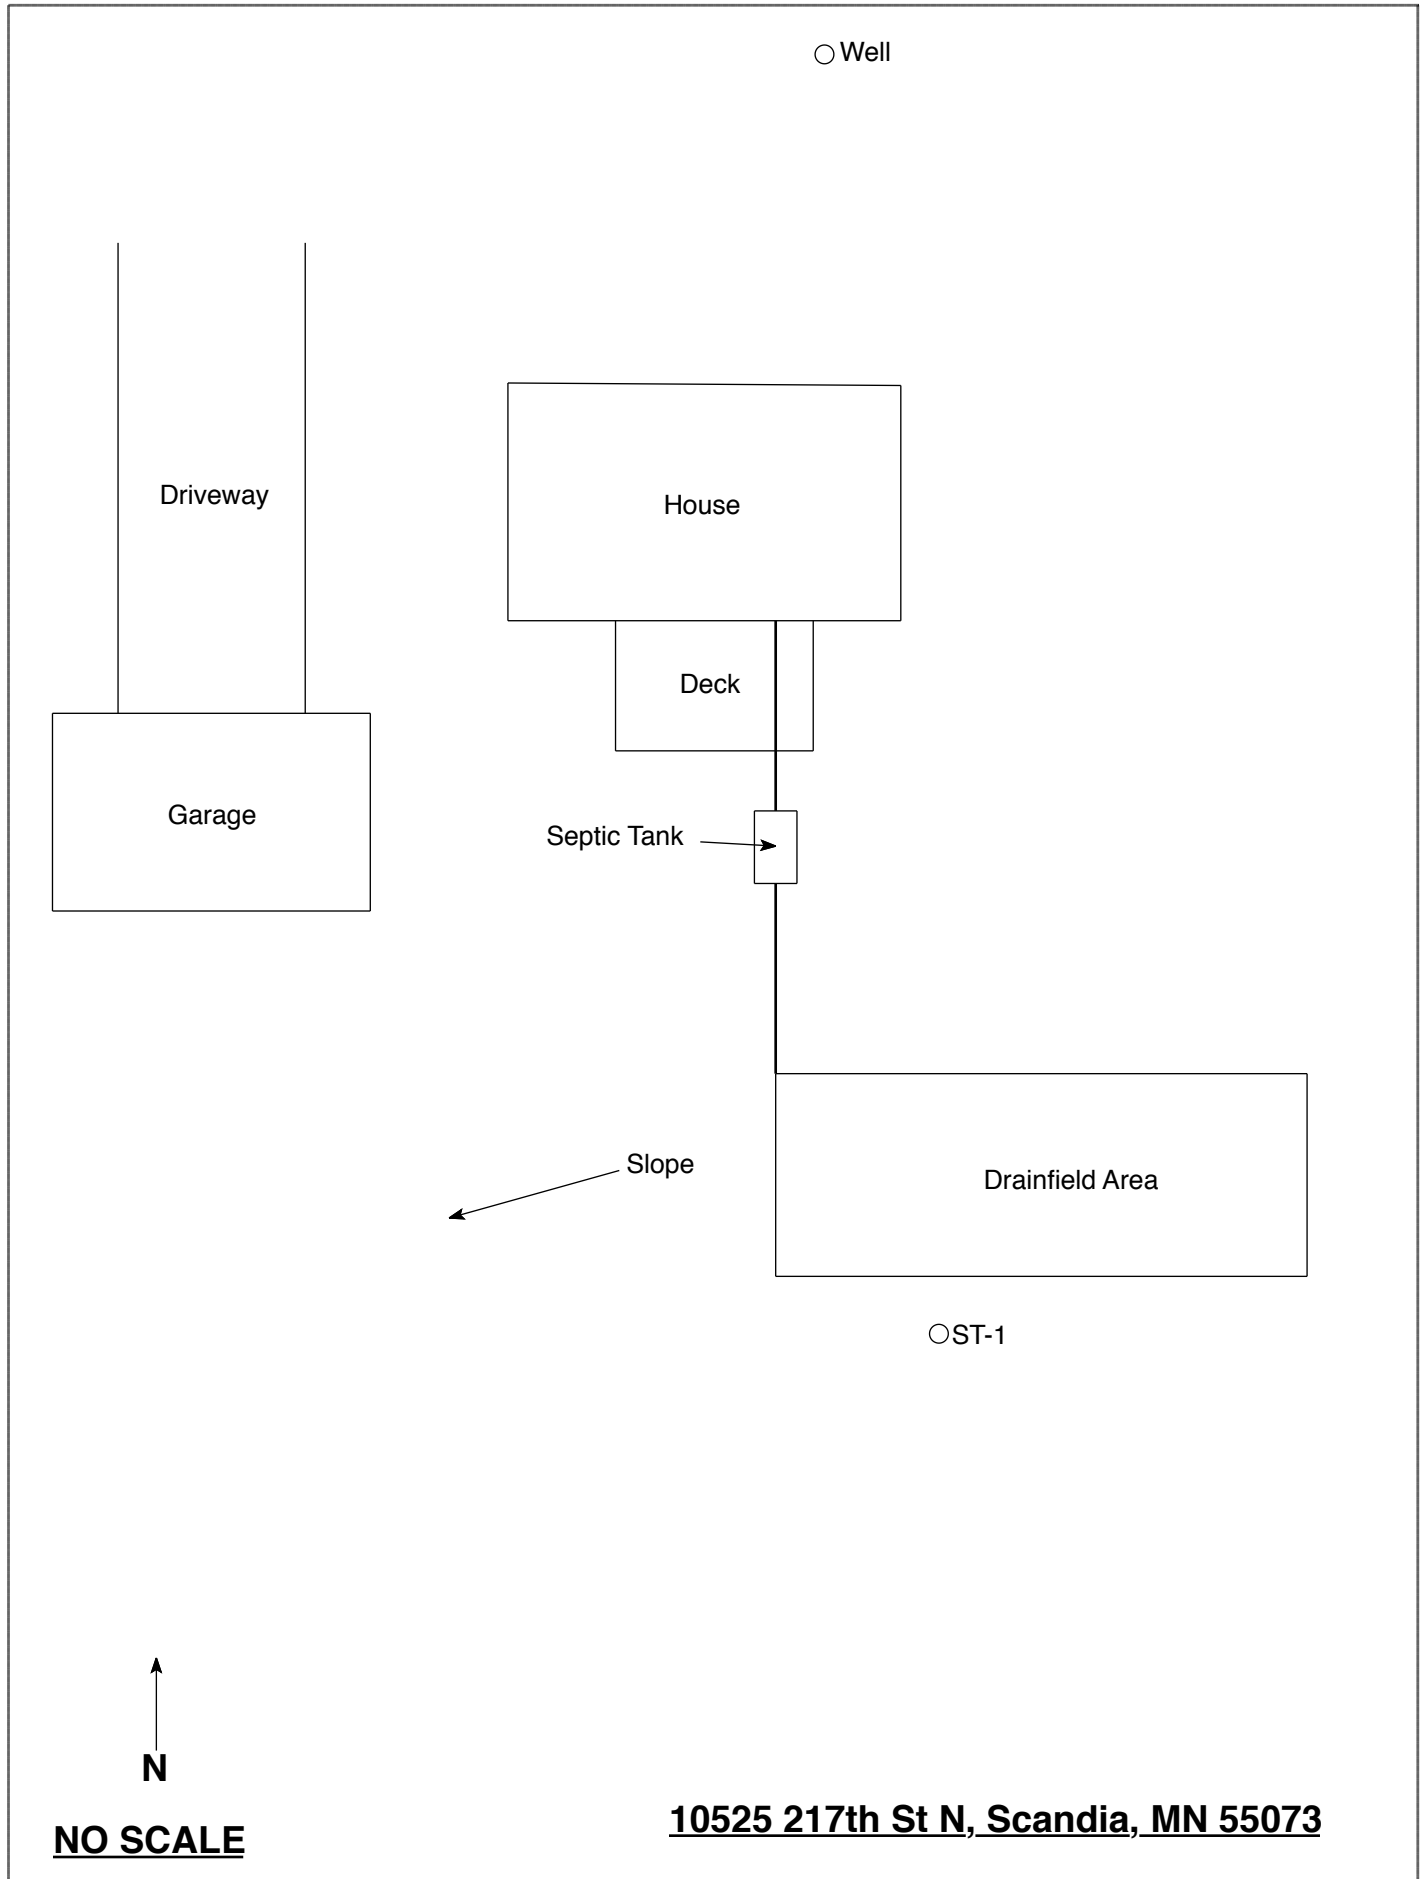 Well
Driveway
House
Deck
Garage
Septic Tank
Slope
Drainfield Area
ST-1
N
NO SCALE
10525 217th St N, Scandia, MN 55073